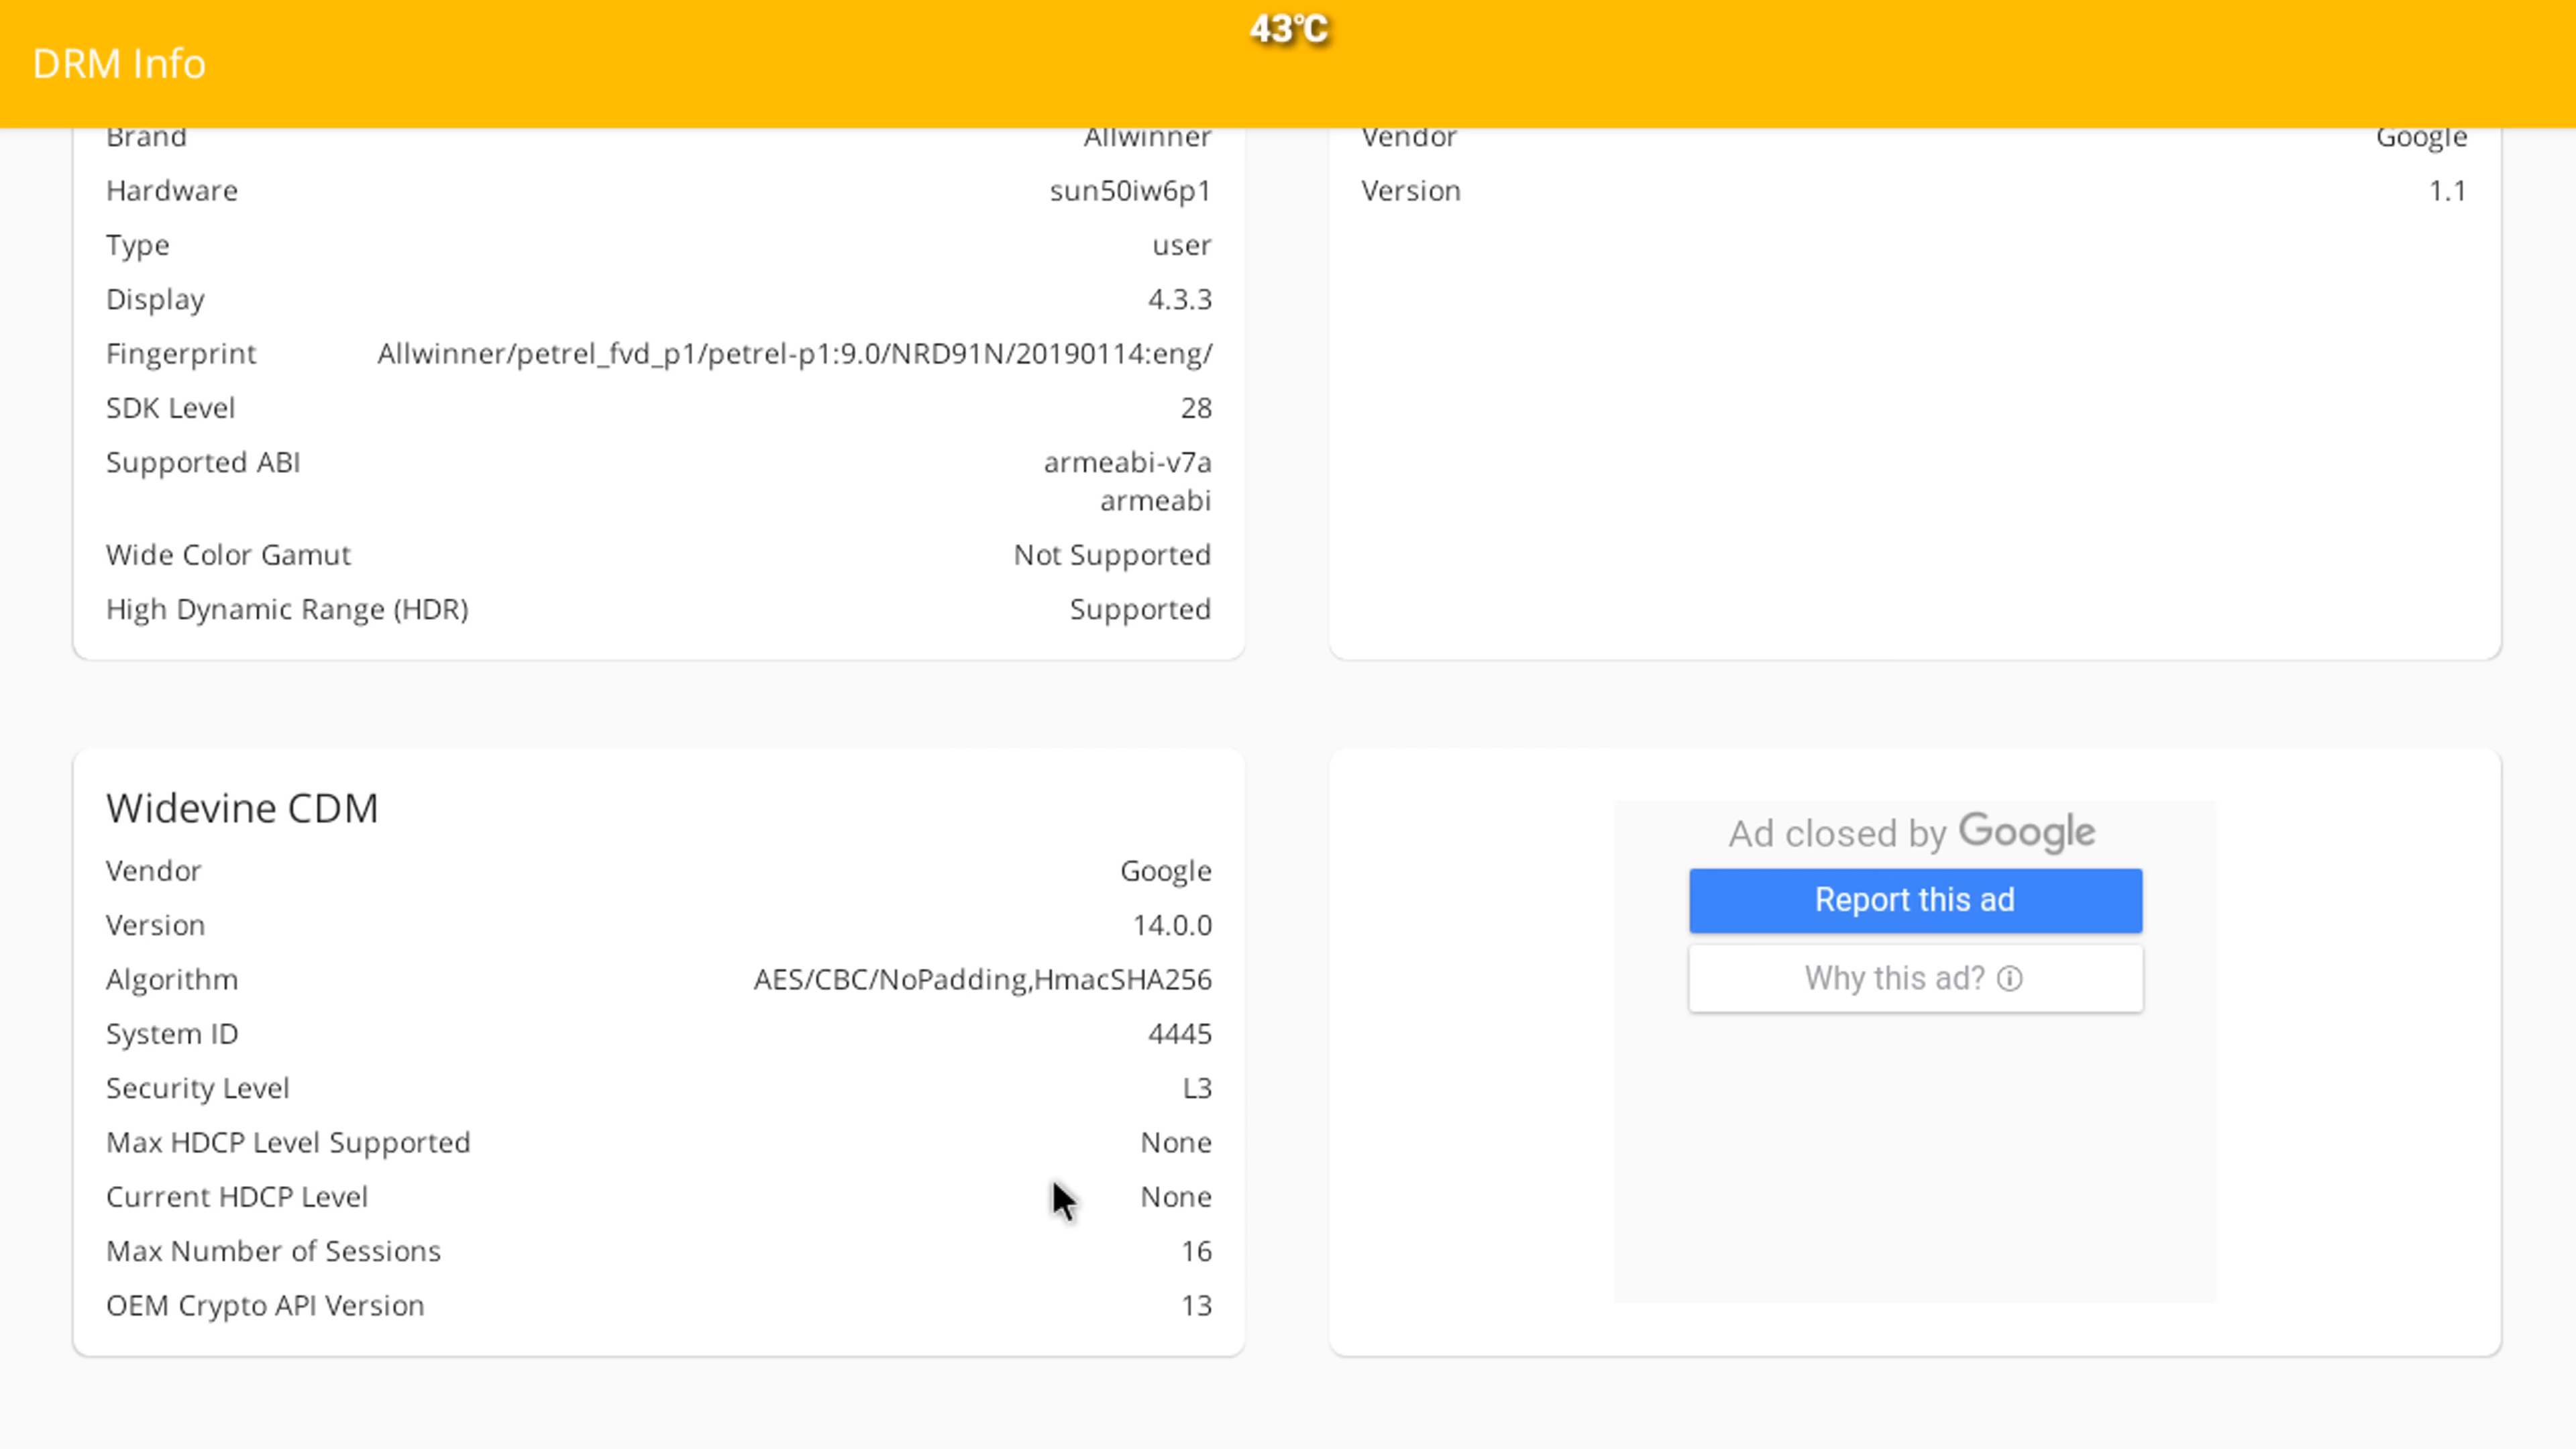 43°C
DRM Info
Brand Allwinner
Hardware sun50iw6p1
Type user
Display 4.3.3
Fingerprint Allwinner/petrel_fvd_p1/petrel-p1:9.0/NRD91N/20190114:eng/
SDK Level 28
Supported ABI armeabi-v7a
armeabi
Wide Color Gamut Not Supported
High Dynamic Range (HDR) Supported
Vendor Google
Version 1.1
Widevine CDM
Vendor Google
Version 14.0.0
Algorithm AES/CBC/NoPadding,HmacSHA256
System ID 4445
Security Level L3
Max HDCP Level Supported None
Current HDCP Level None
Max Number of Sessions 16
OEM Crypto API Version 13
Ad closed by Google
Report this ad
Why this ad?